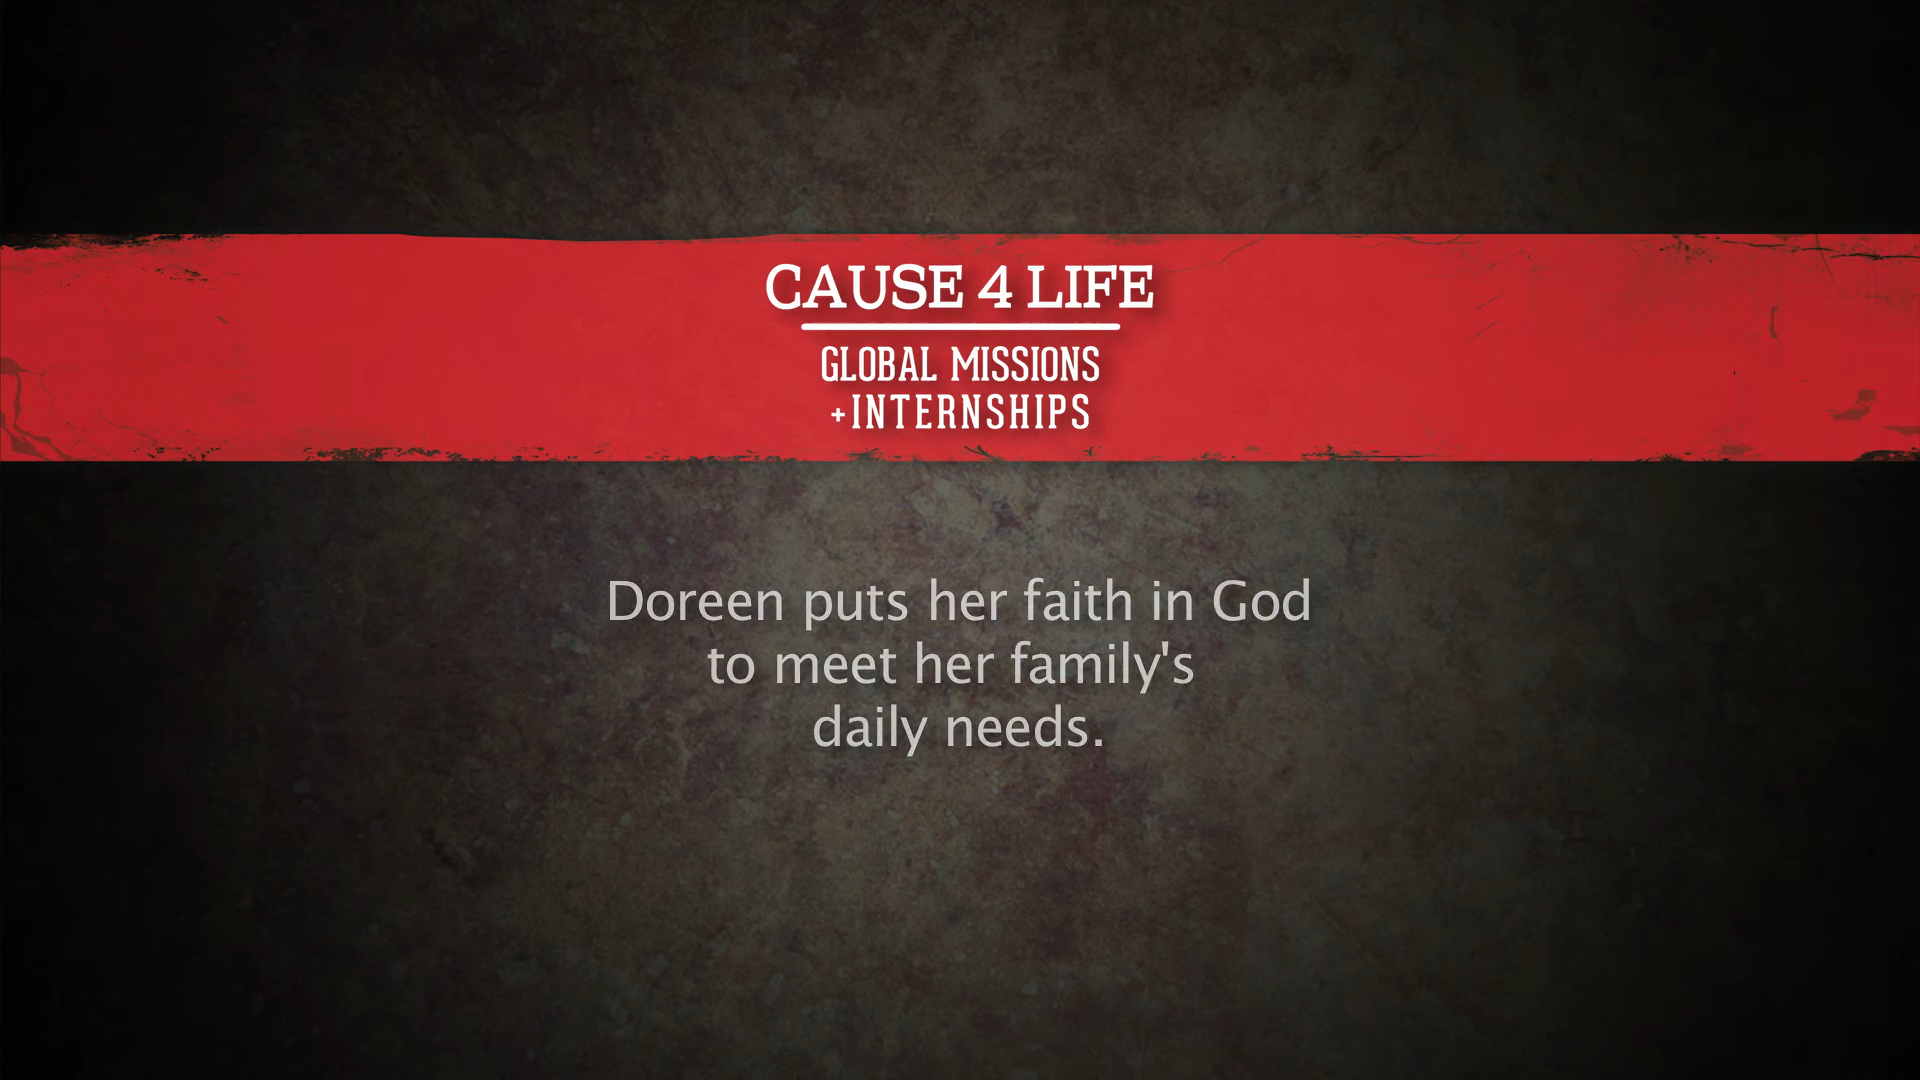 CAUSE 4 LIFE
GLOBAL MISSIONS
+INTERNSHIPS
Doreen puts her faith in God
to meet her family's
daily needs.